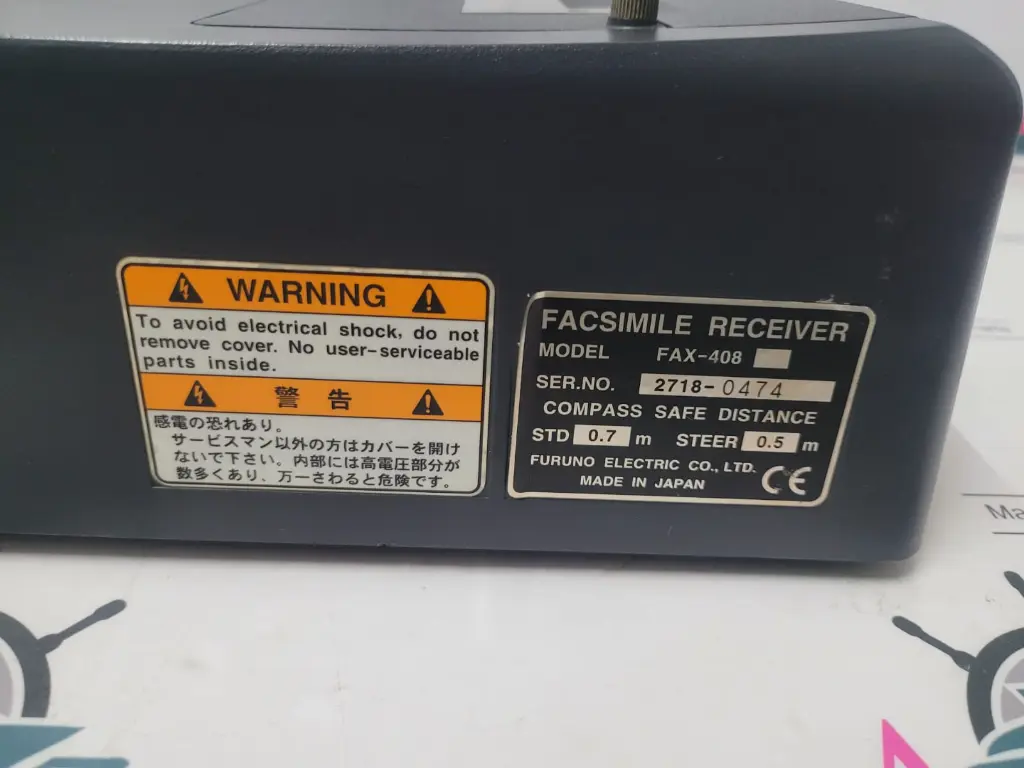 WARNING
To avoid electrical shock, do not
remove cover. No user-serviceable
parts inside.
警告
感電の恐れあり。
サービスマン以外の方はカバーを開け
ないで下さい。内部には高電圧部分が
数多くあり、万一さわると危険です。
FACSIMILE RECEIVER
MODEL FAX-408
SER.NO. 2718-0474
COMPASS SAFE DISTANCE
STD 0.7 m STEER 0.5 m
FURUNO ELECTRIC CO., LTD.
MADE IN JAPAN
CE